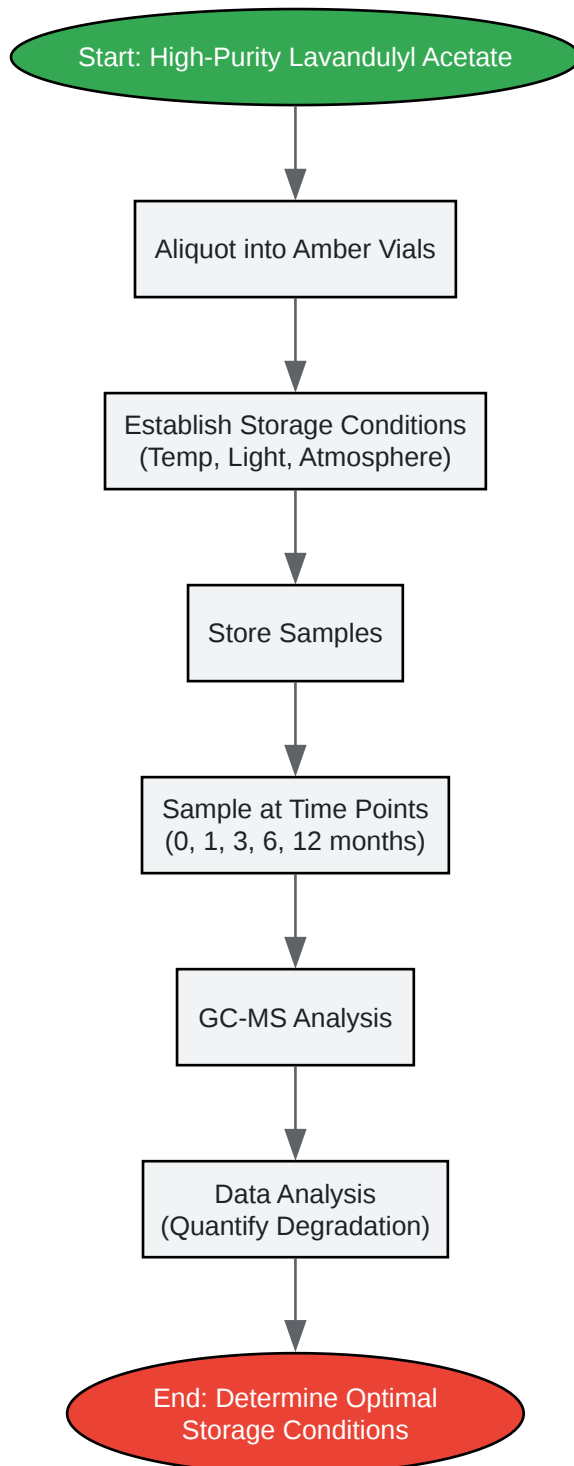 Start: High-Purity Lavandulyl Acetate
Aliquot into Amber Vials
Establish Storage Conditions
(Temp, Light, Atmosphere)
Store Samples
Sample at Time Points
(0, 1, 3, 6, 12 months)
GC-MS Analysis
Data Analysis
(Quantify Degradation)
End: Determine Optimal
Storage Conditions